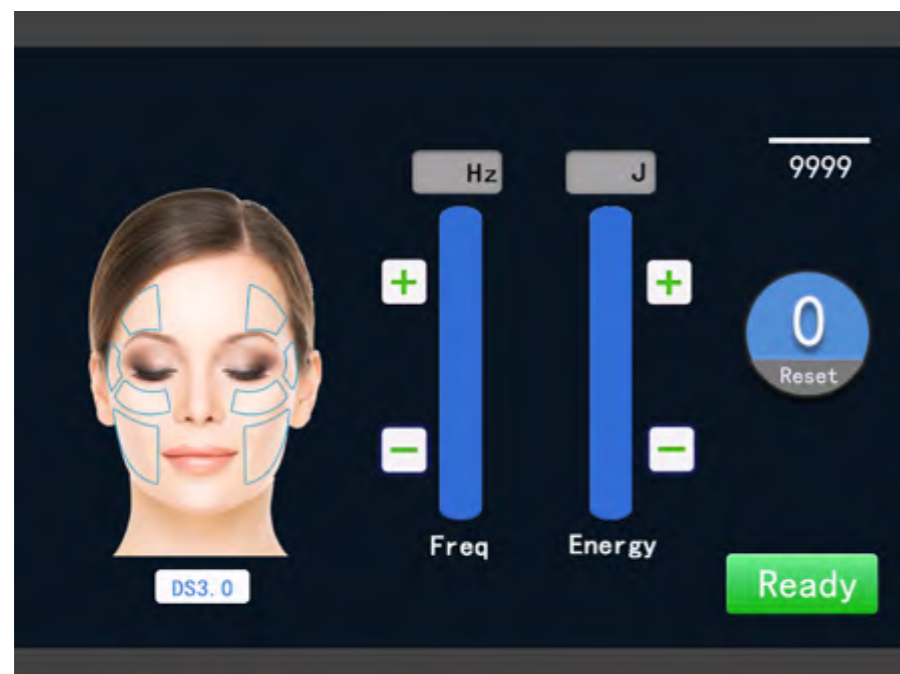 Hz
J
9999
+
+
0
Reset
-
-
Freq
Energy
DS3.0
Ready